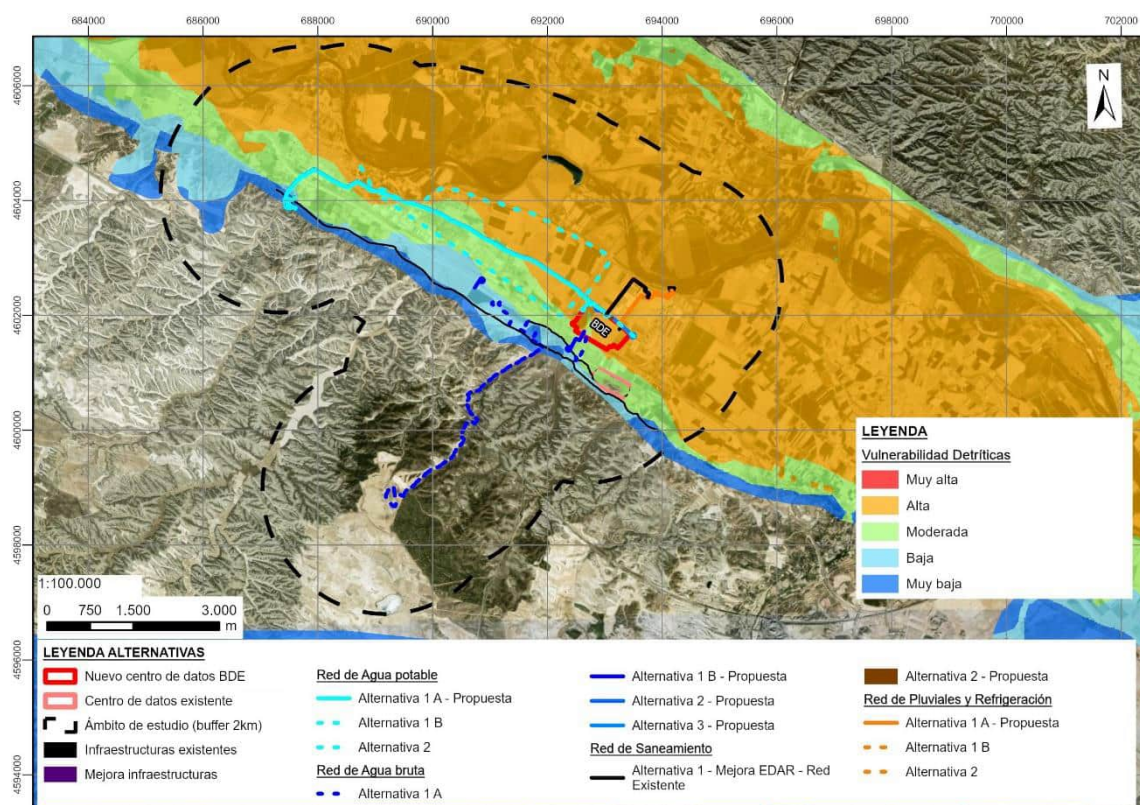 684000 686000 688000 690000 692000 694000 696000 698000 700000 702000
4606000
N
4604000
4602000
BDE
4600000
4598000
4596000
4594000
LEYENDA
Vulnerabilidad Detríticas
Muy alta
Alta
Moderada
Baja
Muy baja
1:100.000
0 750 1.500 3.000
m
LEYENDA ALTERNATIVAS
Nuevo centro de datos BDE
Centro de datos existente
Ámbito de estudio (buffer 2km)
Infraestructuras existentes
Mejora infraestructuras
Red de Agua potable
Alternativa 1 A - Propuesta
Alternativa 1 B
Alternativa 2
Red de Agua bruta
Alternativa 1 A
Alternativa 1 B - Propuesta
Alternativa 2 - Propuesta
Alternativa 3 - Propuesta
Red de Saneamiento
Alternativa 1 - Mejora EDAR - Red
Existente
Alternativa 2 - Propuesta
Red de Pluviales y Refrigeración
Alternativa 1 A - Propuesta
Alternativa 1 B
Alternativa 2